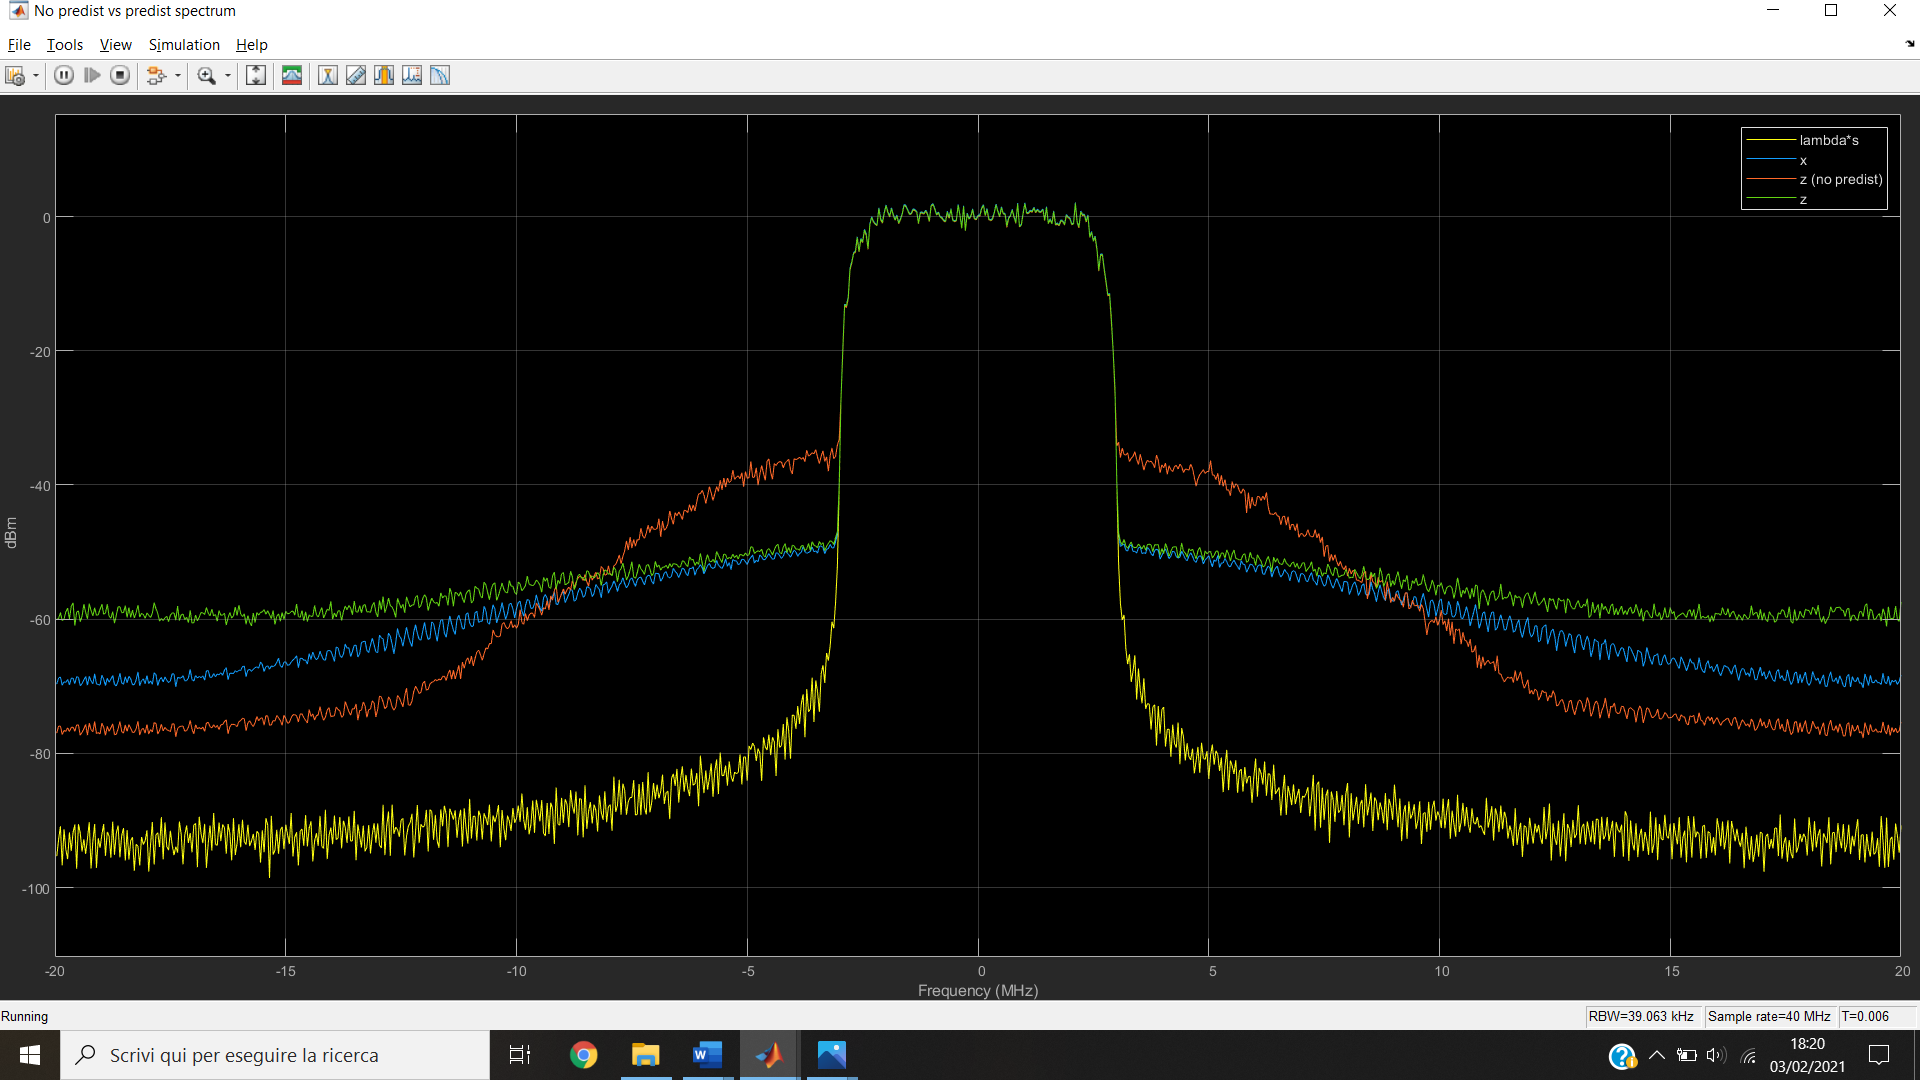 No predist vs predist spectrum
File Tools View Simulation Help
lambda*s
x
z (no predist)
z
0
-20
-40
-60
-80
-100
dBm
-20 -15 -10 -5 0 5 10 15 20
Frequency (MHz)
Running RBW=39.063 kHz Sample rate=40 MHz T=0.006
Scrivi qui per eseguire la ricerca
18:20
03/02/2021